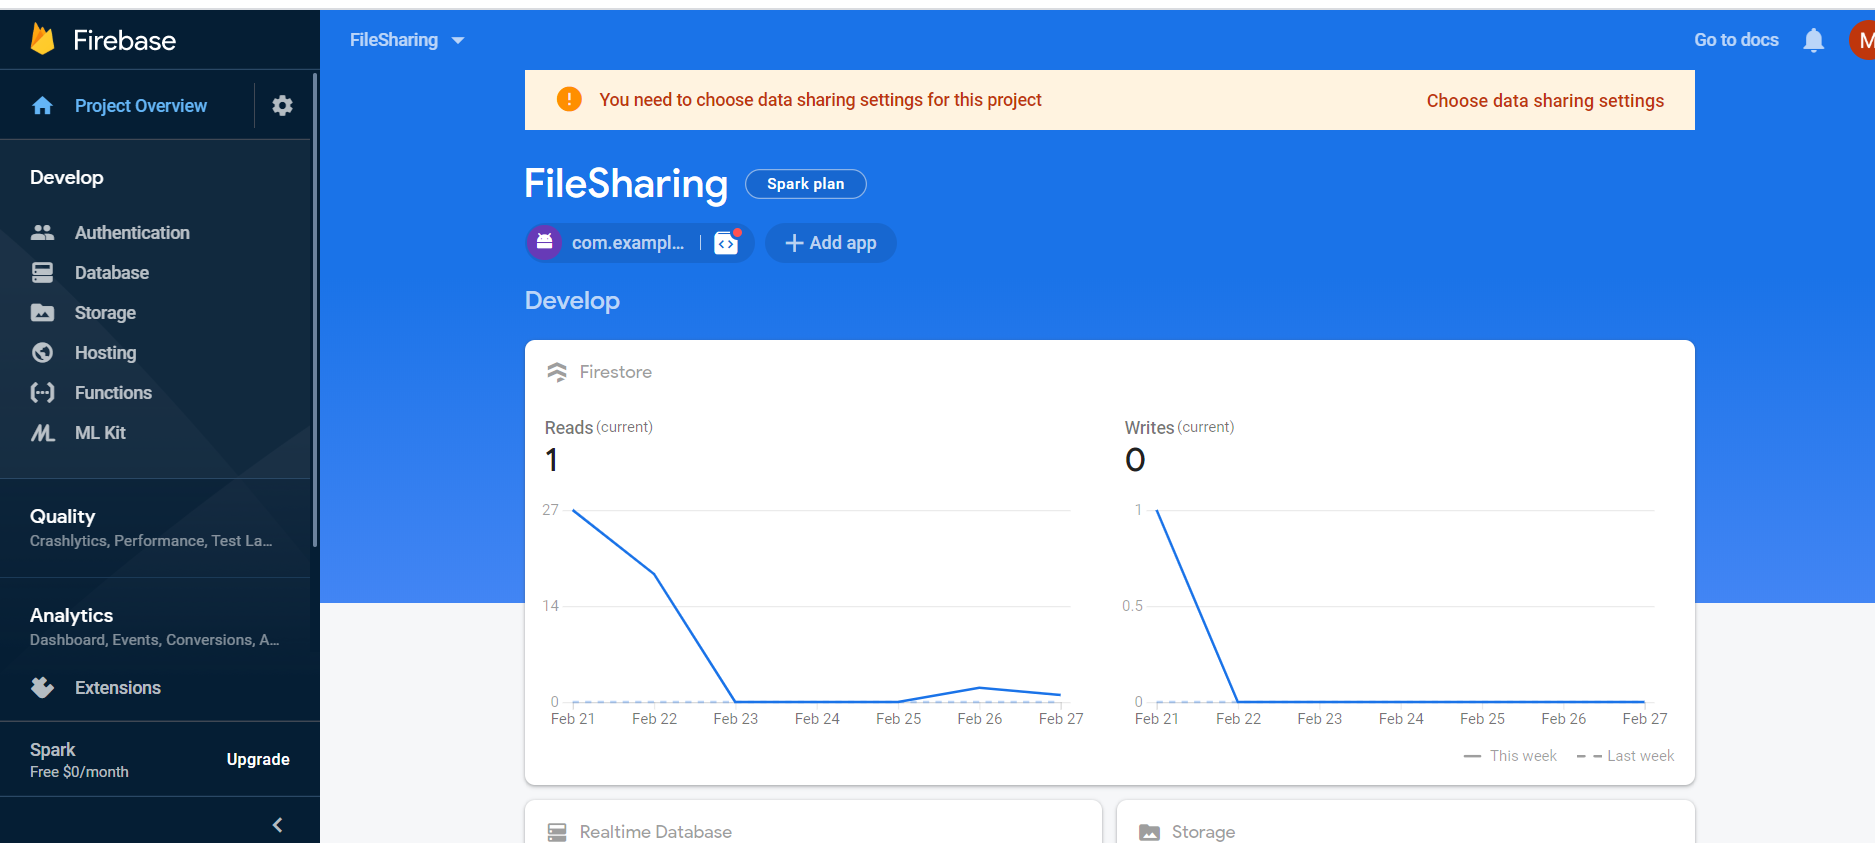 Firebase
Project Overview
Develop
Authentication
Database
Storage
Hosting
Functions
ML Kit
Quality
Crashlytics, Performance, Test La...
Analytics
Dashboard, Events, Conversions, A...
Extensions
Spark
Free $0/month
Upgrade
FileSharing
Go to docs
M
You need to choose data sharing settings for this project
Choose data sharing settings
FileSharing
Spark plan
com.exampl...
Add app
Develop
Firestore
Reads (current)
1
27
14
0
Feb 21 Feb 22 Feb 23 Feb 24 Feb 25 Feb 26 Feb 27
Writes (current)
0
1
0.5
0
Feb 21 Feb 22 Feb 23 Feb 24 Feb 25 Feb 26 Feb 27
This week Last week
Realtime Database
Storage